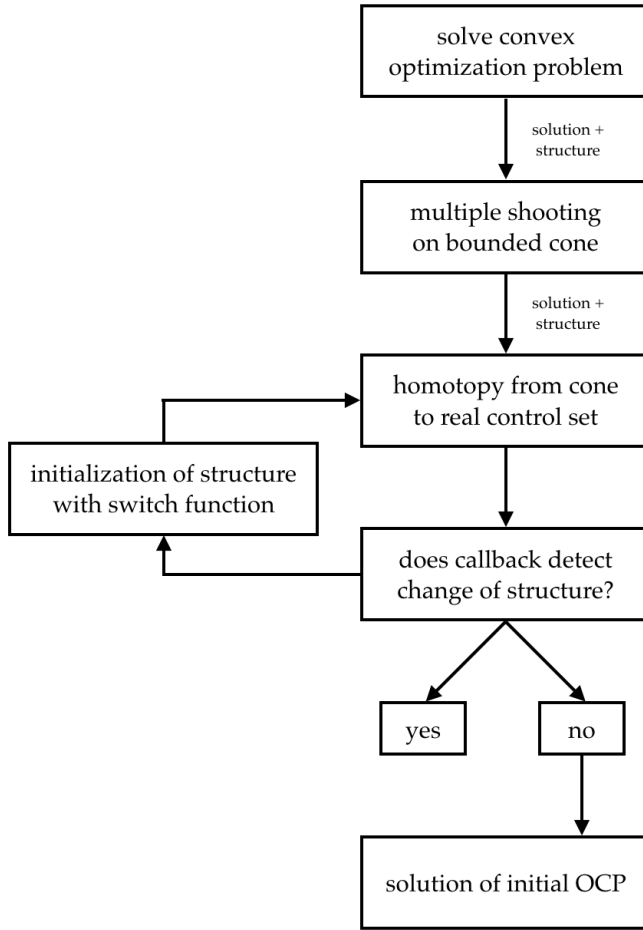 solve convex
optimization problem
solution +
structure
multiple shooting
on bounded cone
solution +
structure
homotopy from cone
to real control set
initialization of structure
with switch function
does callback detect
change of structure?
yes
no
solution of initial OCP